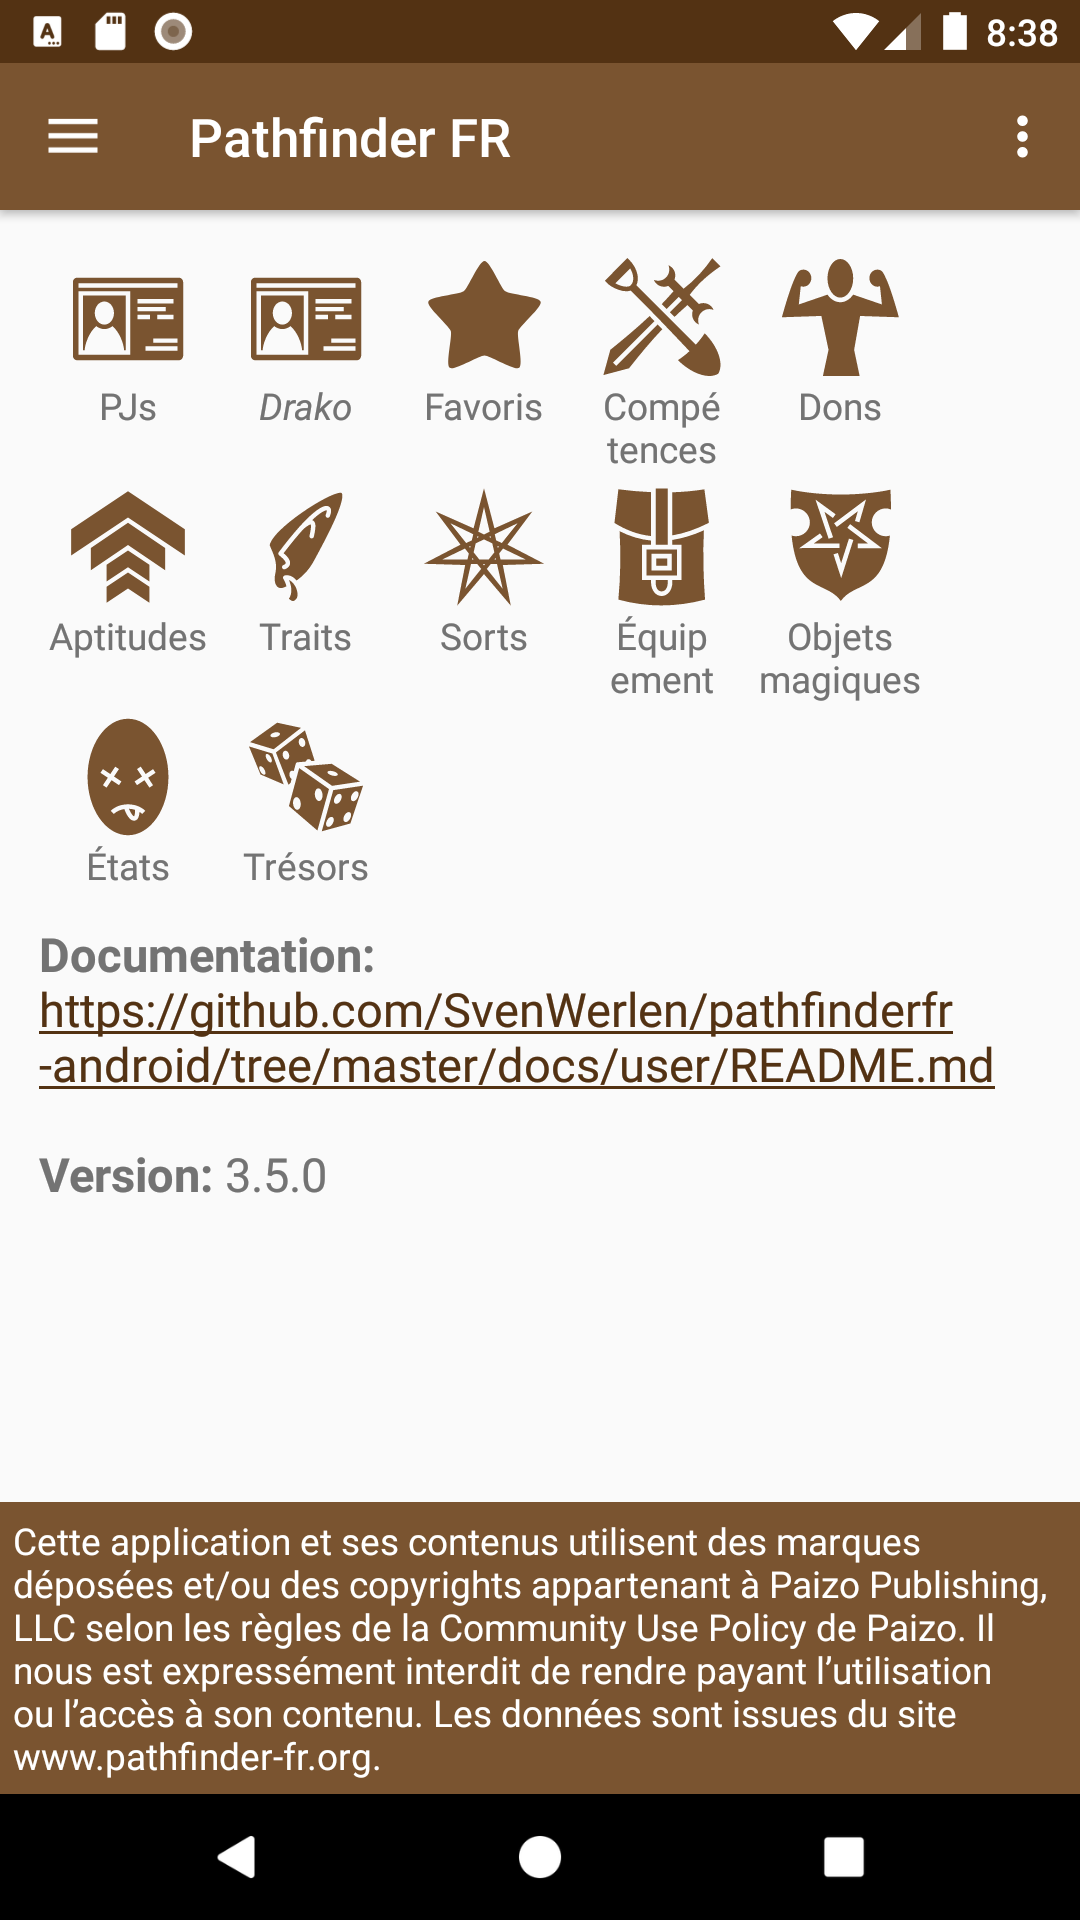 8:38
Pathfinder FR
PJs
Drako
Favoris
Compé
tences
Dons
Aptitudes
Traits
Sorts
Équip
ement
Objets
magiques
États
Trésors
Documentation:
https://github.com/SvenWerlen/pathfinderfr
-android/tree/master/docs/user/README.md
Version: 3.5.0
Cette application et ses contenus utilisent des marques
déposées et/ou des copyrights appartenant à Paizo Publishing,
LLC selon les règles de la Community Use Policy de Paizo. Il
nous est expressément interdit de rendre payant l’utilisation
ou l’accès à son contenu. Les données sont issues du site
www.pathfinder-fr.org.